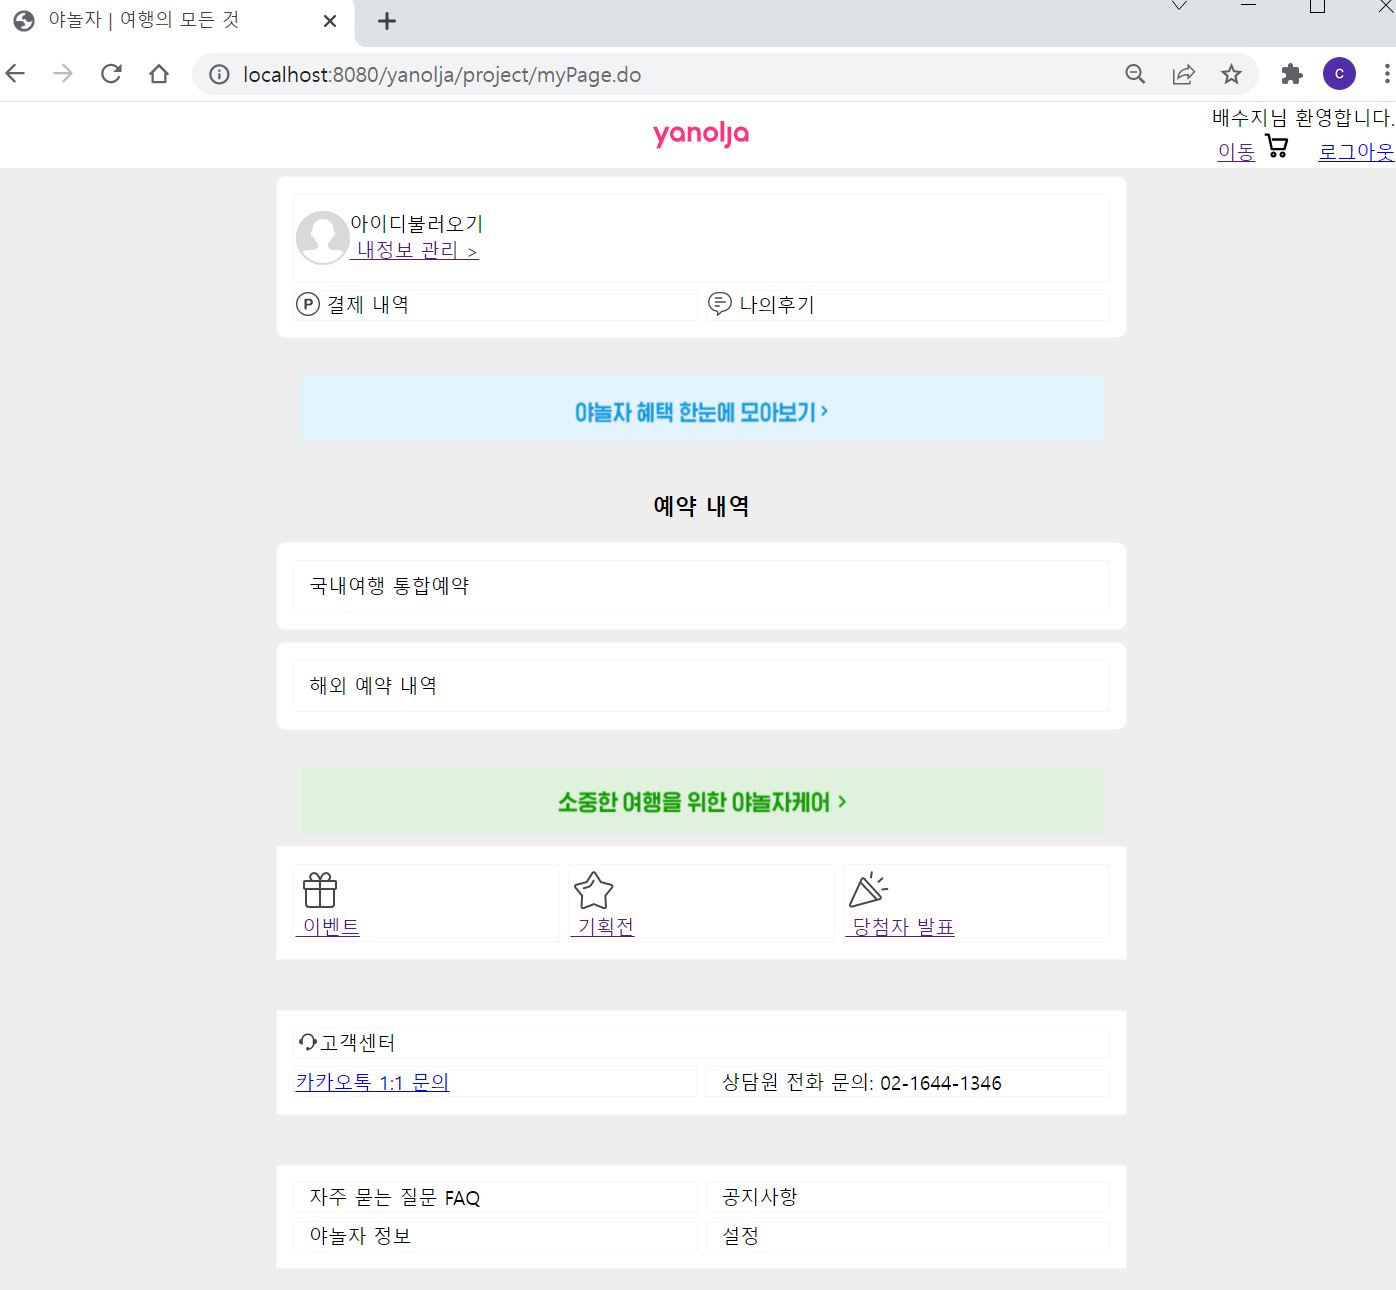 야놀자 | 여행의 모든 것
localhost:8080/yanolja/project/myPage.do
C
yanolja
배수지님 환영합니다.
이동
로그아웃
아이디불러오기
내정보 관리 >
P 결제 내역
나의후기
야놀자 혜택 한눈에 모아보기 >
예약 내역
국내여행 통합예약
해외 예약 내역
소중한 여행을 위한 야놀자케어 >
이벤트
기획전
당첨자 발표
고객센터
카카오톡 1:1 문의
상담원 전화 문의: 02-1644-1346
자주 묻는 질문 FAQ
공지사항
야놀자 정보
설정